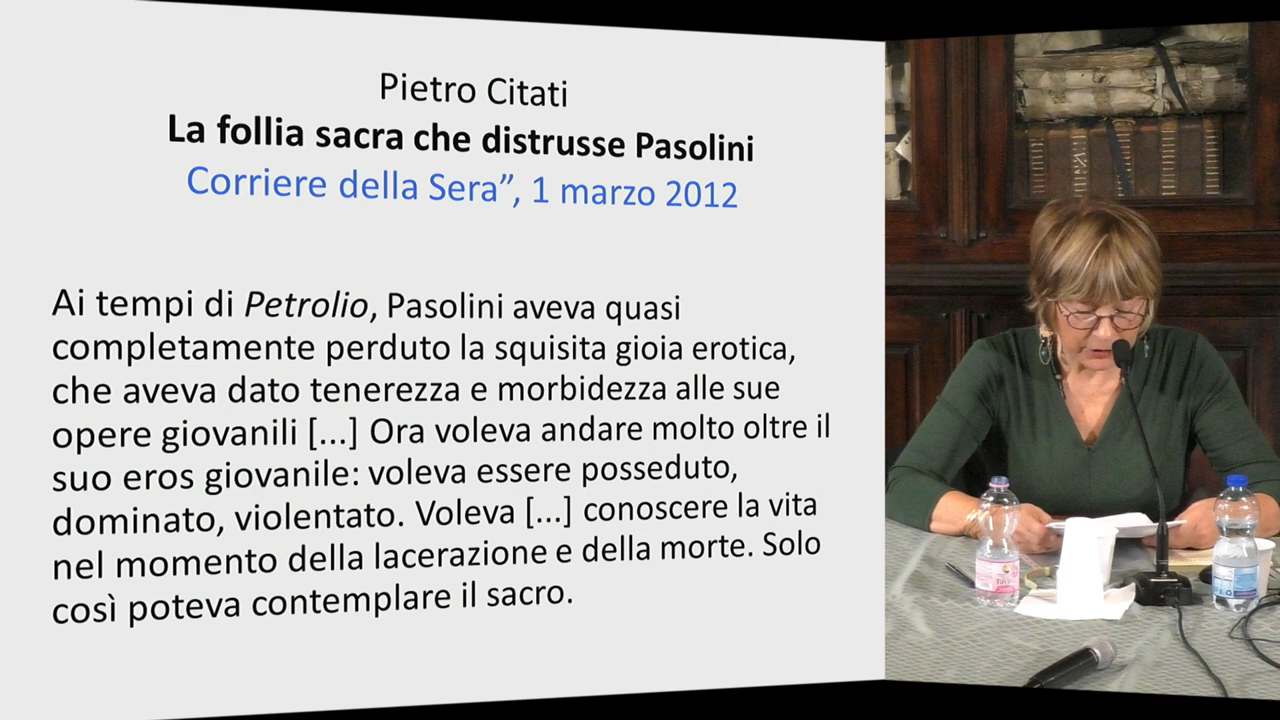 Pietro Citati
La follia sacra che distrusse Pasolini
Corriere della Sera”, 1 marzo 2012
Ai tempi di Petrolio, Pasolini aveva quasi
completamente perduto la squisita gioia erotica,
che aveva dato tenerezza e morbidezza alle sue
opere giovanili [...] Ora voleva andare molto oltre il
suo eros giovanile: voleva essere posseduto,
dominato, violentato. Voleva [...] conoscere la vita
nel momento della lacerazione e della morte. Solo
così poteva contemplare il sacro.